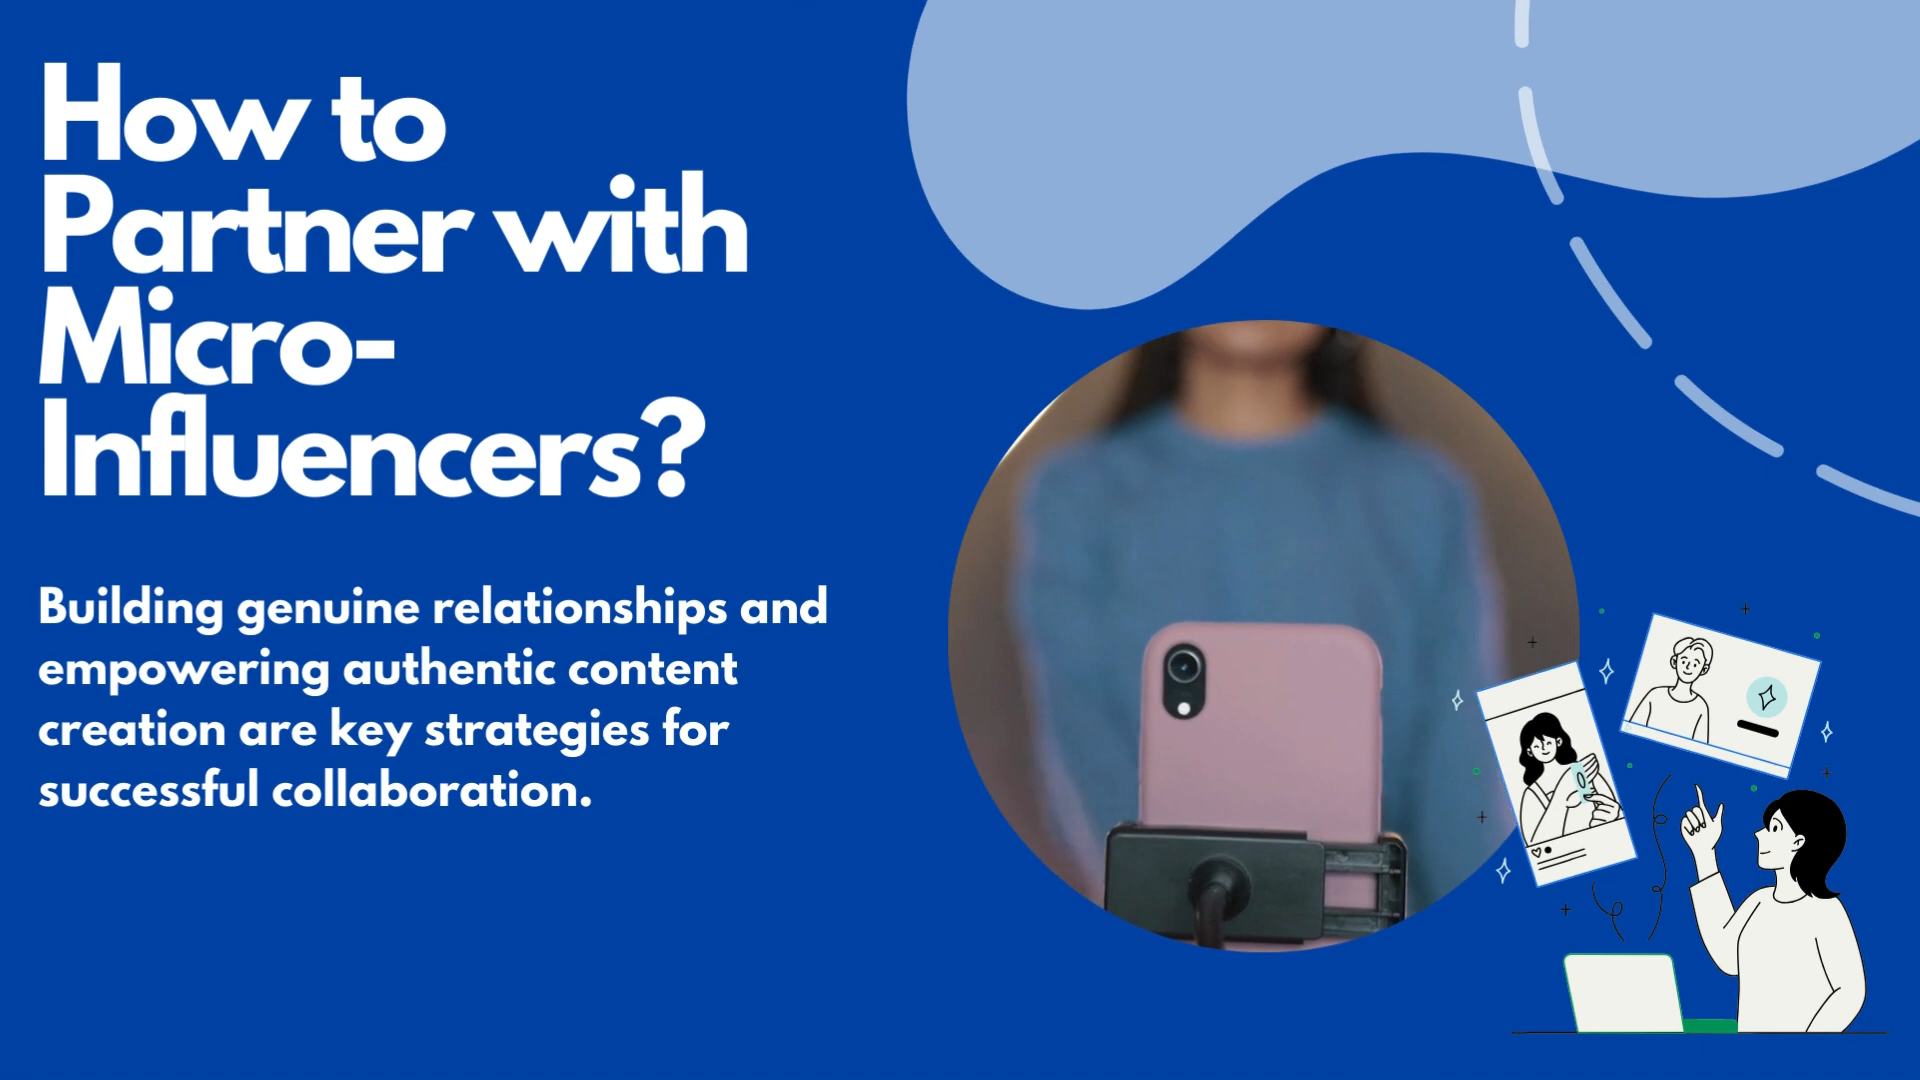 How to
Partner with
Micro-
Influencers?
Building genuine relationships and
empowering authentic content
creation are key strategies for
successful collaboration.